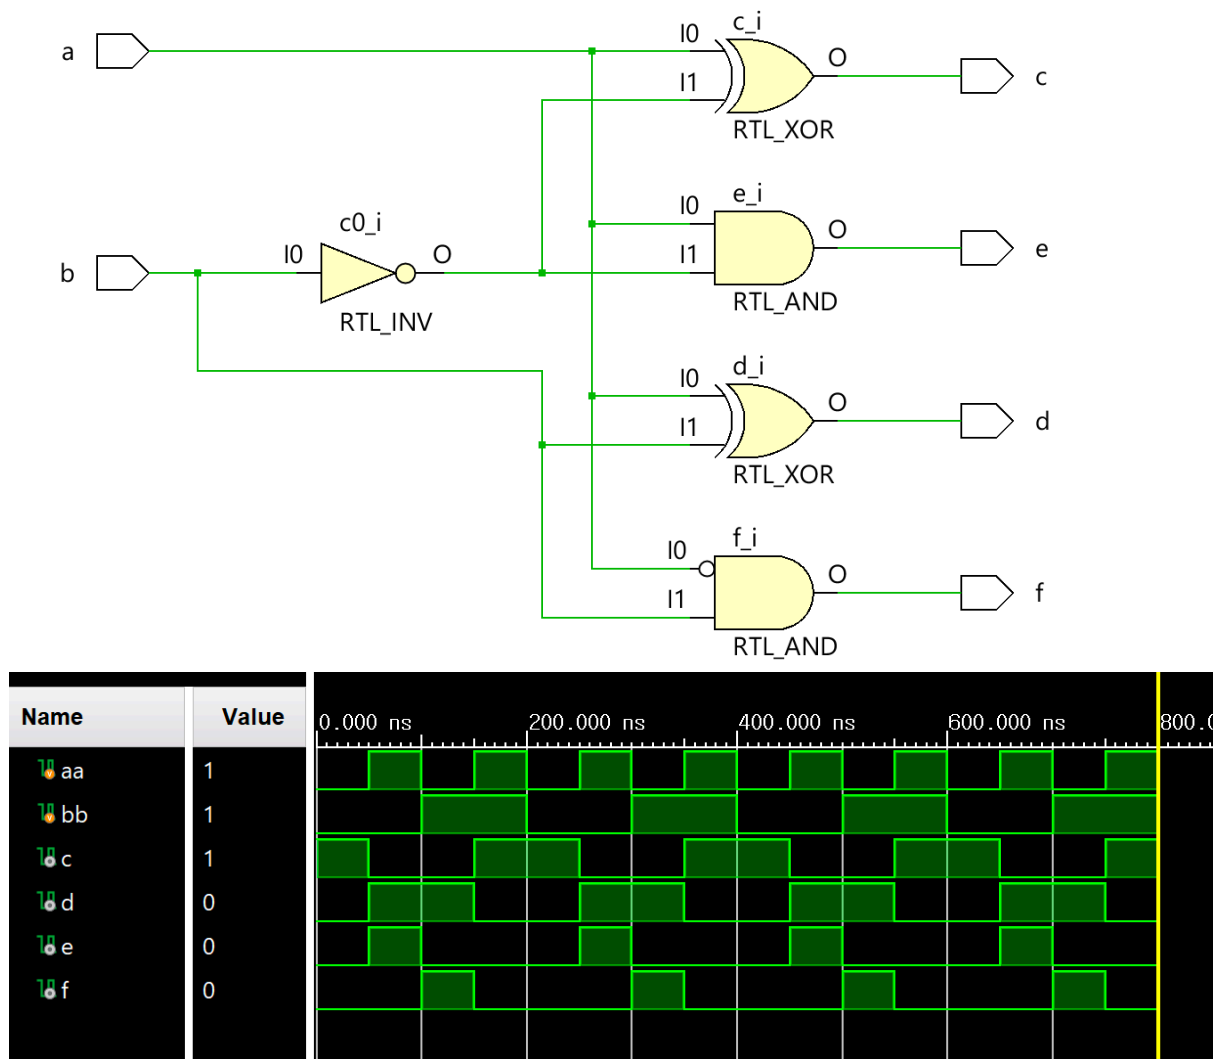 c_i
I0
a
O
I1
c
RTL_XOR
e_i
I0
c0_i
O
I0
O
I1
e
b
RTL_AND
RTL_INV
d_i
I0
O
I1
d
RTL_XOR
f_i
I0
O
I1
f
RTL_AND
Name Value 0.000 ns 200.000 ns 400.000 ns 600.000 ns 800.0
aa 1
bb 1
c 1
d 0
e 0
f 0